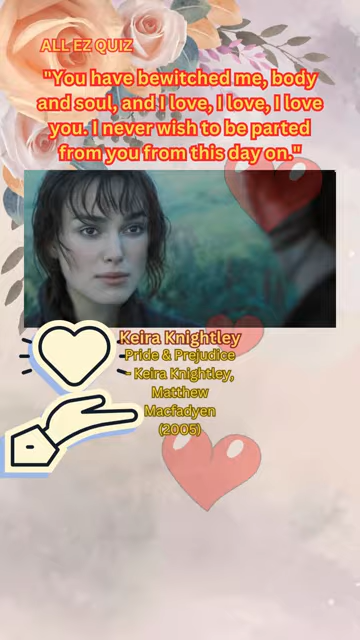 ALL EZ QUIZ
"You have bewitched me, body
and soul, and I love, I love, I love
you. I never wish to be parted
from you from this day on."
Keira Knightley
Pride & Prejudice
- Keira Knightley,
Matthew
Macfadyen
(2005)